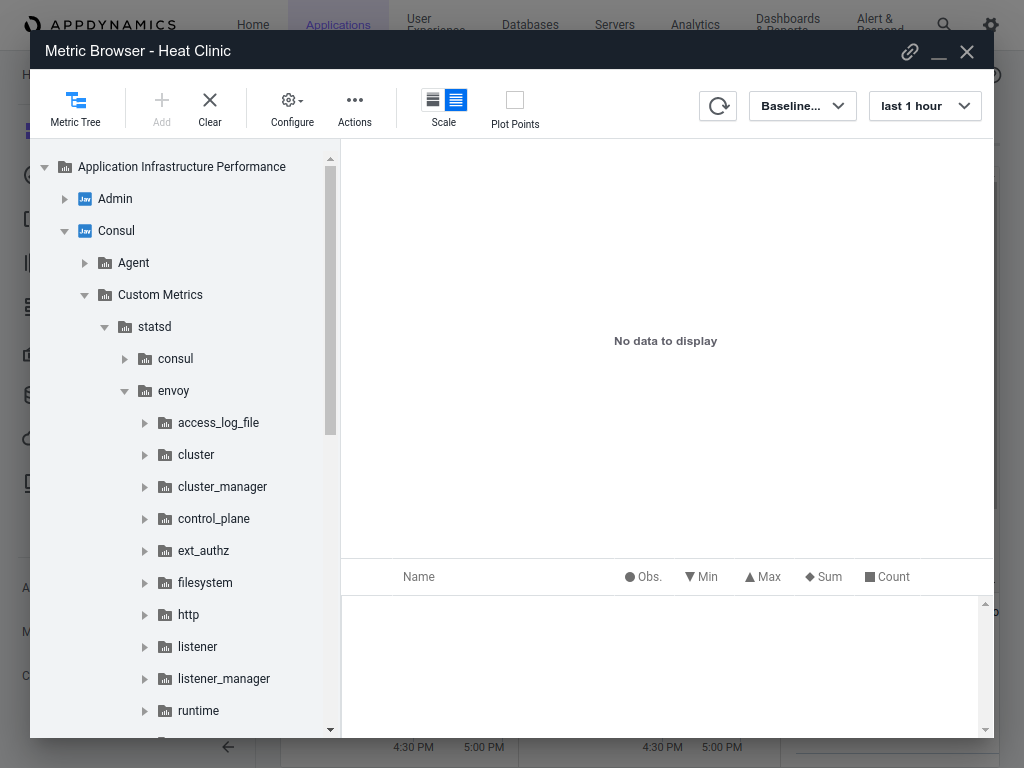 APPDYNAMICS
Home
Applications
User
Experience
Databases
Servers
Analytics
Dashboards
& Reports
Alert &
Respond
Metric Browser - Heat Clinic
Metric Tree
Add
Clear
Configure
Actions
Scale
Plot Points
Baseline...
last 1 hour
Application Infrastructure Performance
Jav Admin
Jav Consul
Agent
Custom Metrics
statsd
consul
envoy
access_log_file
cluster
cluster_manager
control_plane
ext_authz
filesystem
http
listener
listener_manager
runtime
No data to display
Name Obs. Min Max Sum Count
H
A
M
C
4:30 PM 5:00 PM 4:30 PM 5:00 PM